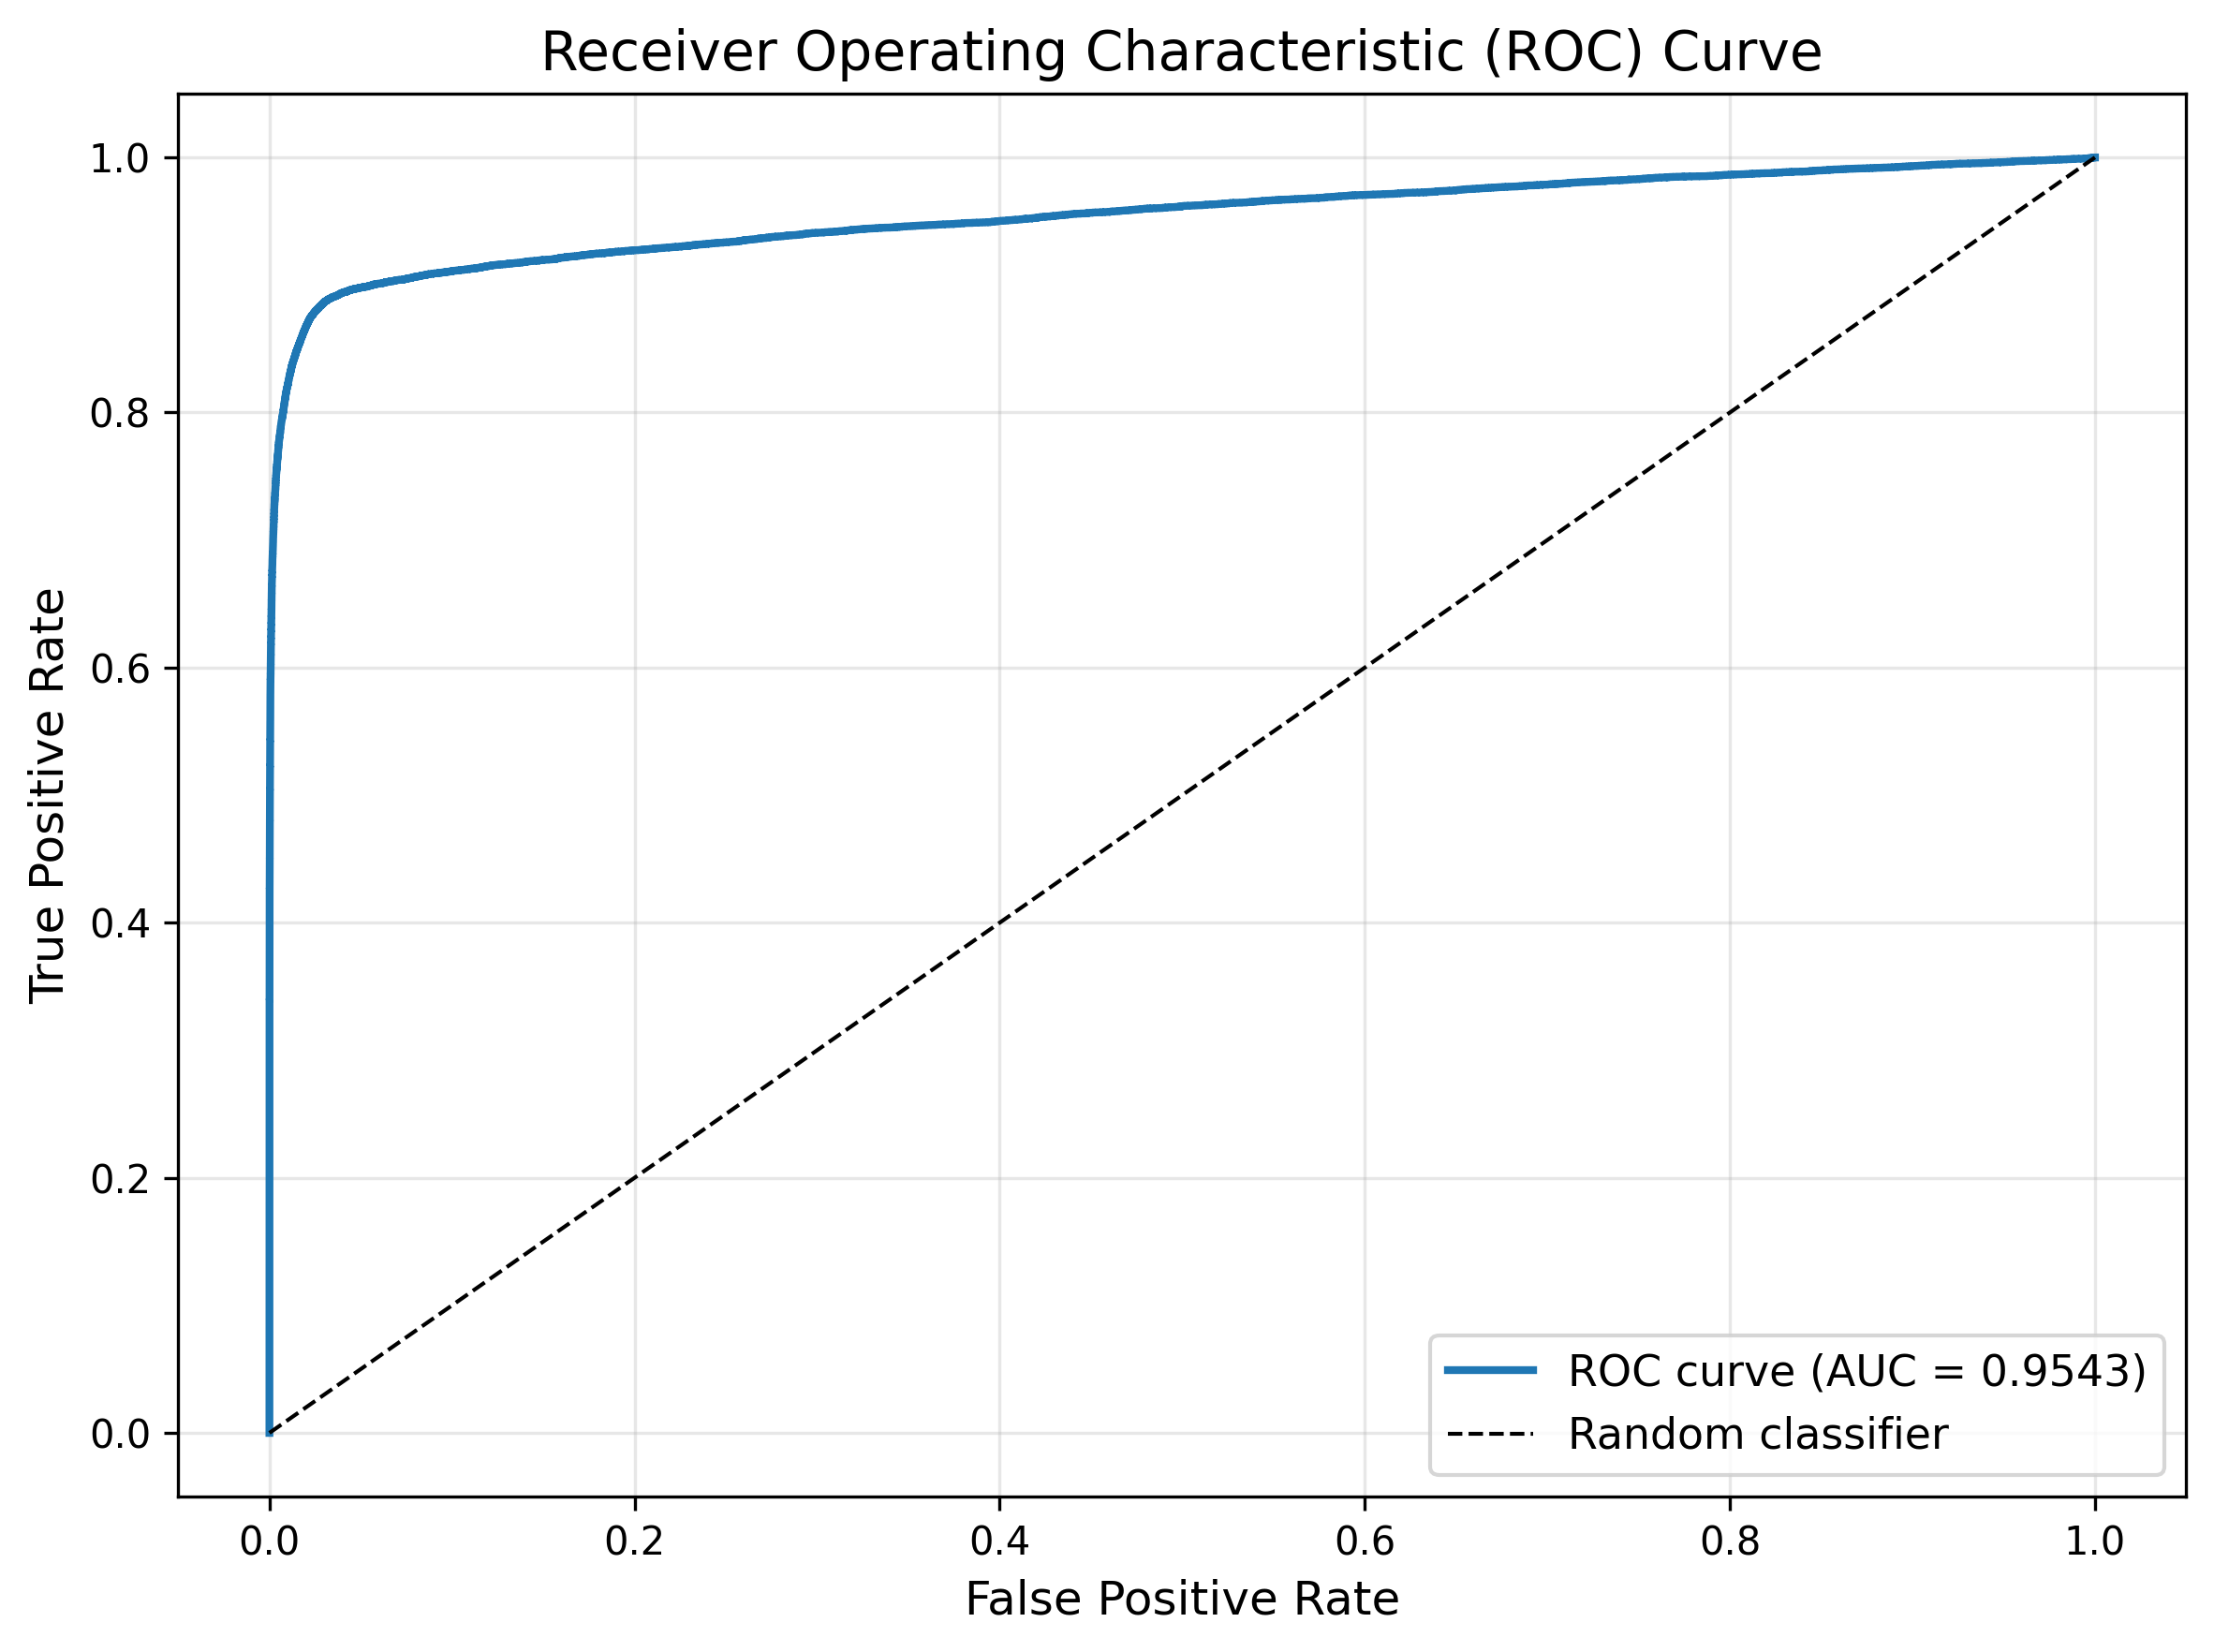 Receiver Operating Characteristic (ROC) Curve
True Positive Rate
1.0
0.8
0.6
0.4
0.2
0.0
ROC curve (AUC = 0.9543)
Random classifier
0.0 0.2 0.4 0.6 0.8 1.0
False Positive Rate